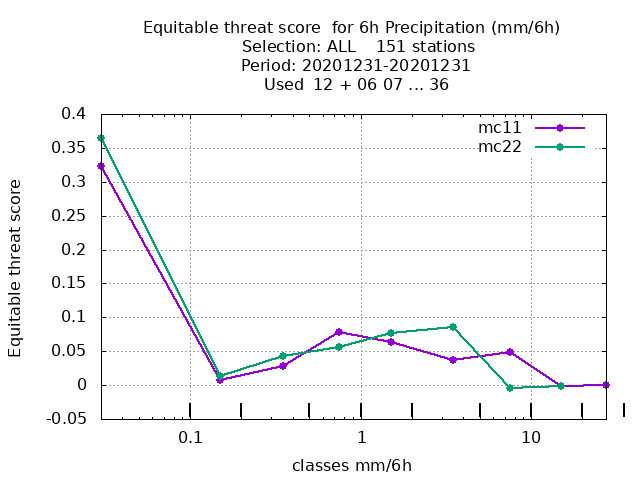 Equitable threat score  for 6h Precipitation (mm/6h)
Selection: ALL    151 stations
Period: 20201231-20201231
Used  12 + 06 07 ... 36
mc11
mc22
0.4
0.35
0.3
0.25
0.2
0.15
0.1
0.05
0
-0.05
Equitable threat score
0.1
1
10
classes mm/6h